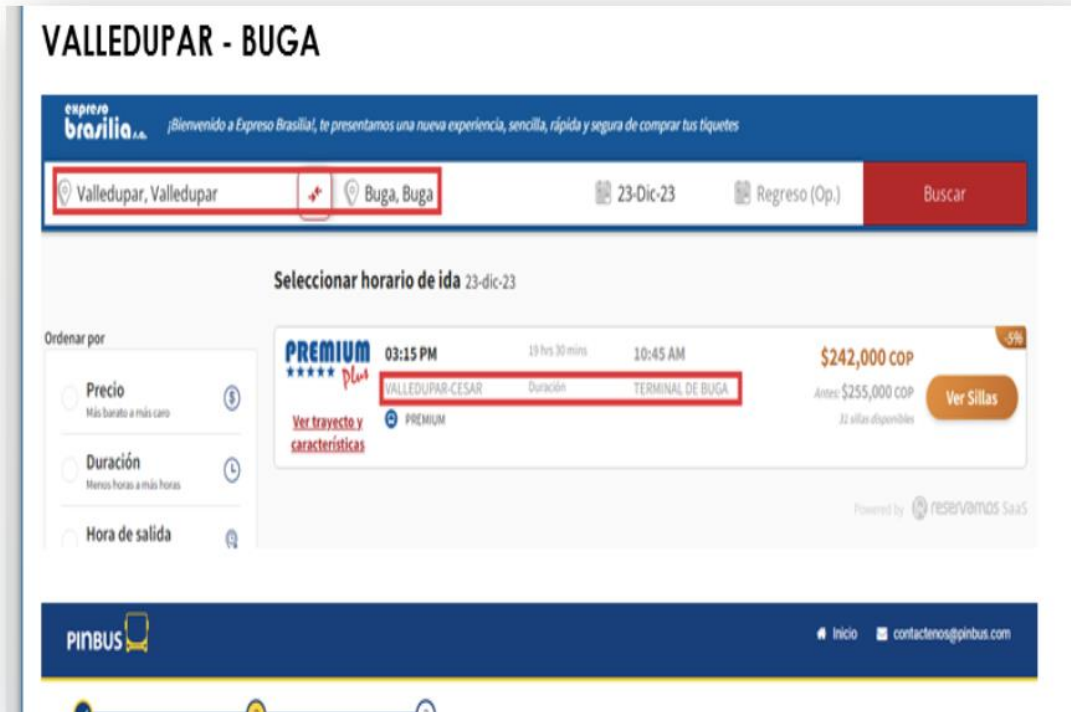 VALLEDUPAR - BUGA
expreso
brasilia s.a.
¡Bienvenido a Expreso Brasilia!, te presentamos una nueva experiencia, sencilla, rápida y segura de comprar tus tiquetes
Valledupar, Valledupar
Buga, Buga
23-Dic-23
Regreso (Op.)
Buscar
Seleccionar horario de ida 23-dic-23
Ordenar por
Precio
Más barato a más caro
Duración
Menos horas a más horas
Hora de salida
PREMIUM
Plus
03:15 PM
19 hrs 30 mins
10:45 AM
VALLEDUPAR-CESAR
Duración
TERMINAL DE BUGA
PREMIUM
Ver trayecto y
características
-5%
$242,000 COP
Antes: $255,000 COP
31 sillas disponibles
Ver Sillas
Powered by reservamos SaaS
PINBUS
Inicio
contactenos@pinbus.com